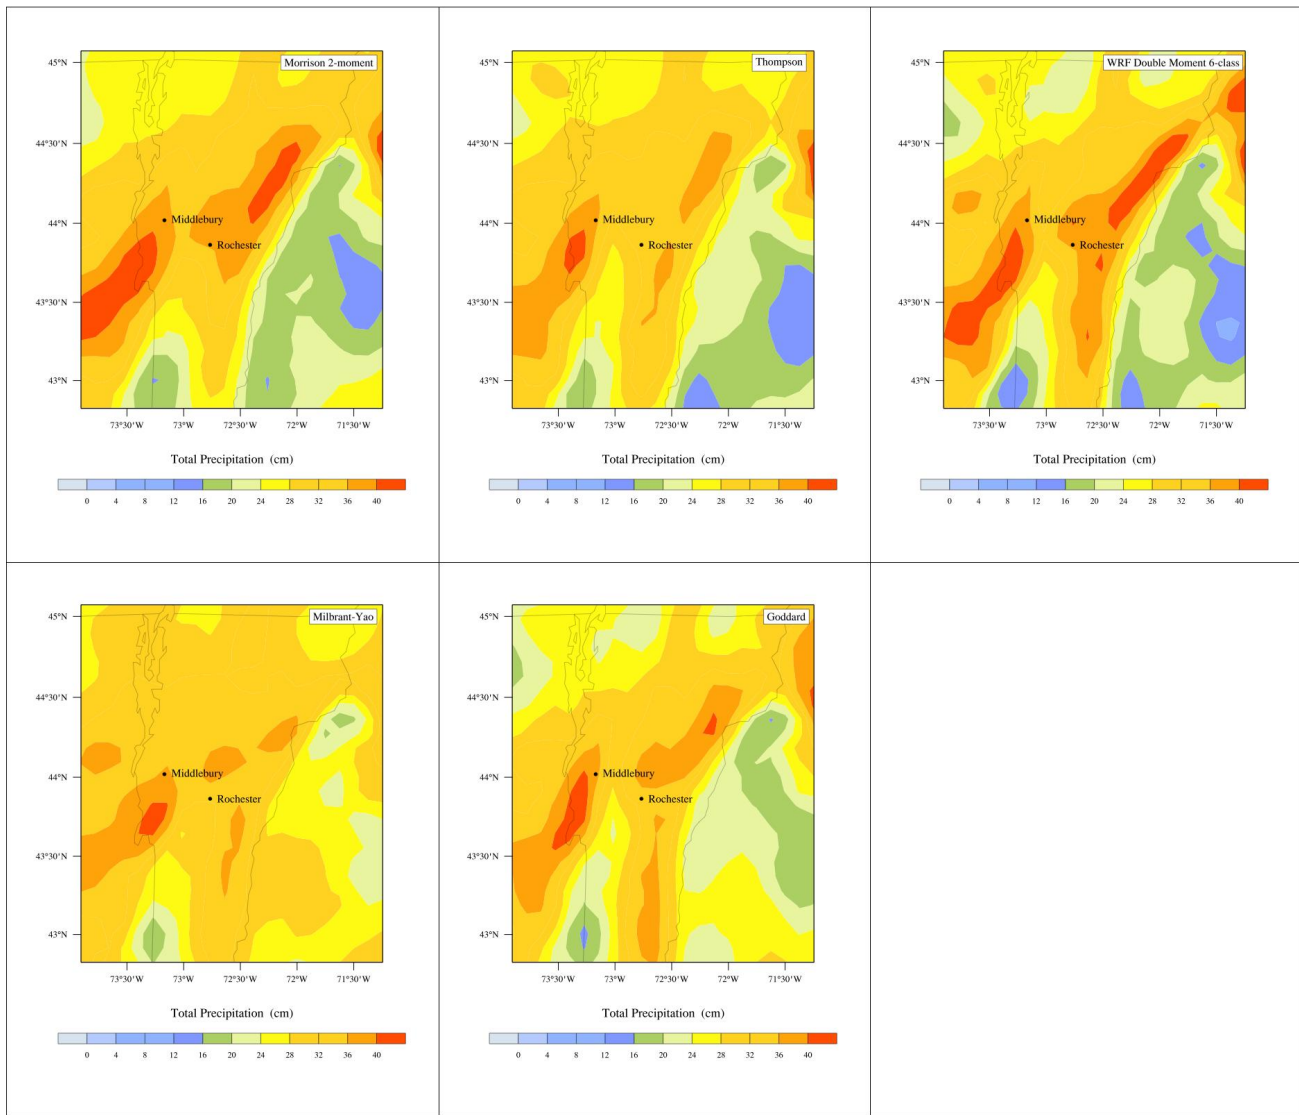 Morrison 2-moment
45°N
44°30'N
44°N
43°30'N
43°N
Middlebury
Rochester
73°30'W 73°W 72°30'W 72°W 71°30'W
Total Precipitation (cm)
0 4 8 12 16 20 24 28 32 36 40
Thompson
45°N
44°30'N
44°N
43°30'N
43°N
Middlebury
Rochester
73°30'W 73°W 72°30'W 72°W 71°30'W
Total Precipitation (cm)
0 4 8 12 16 20 24 28 32 36 40
WRF Double Moment 6-class
45°N
44°30'N
44°N
43°30'N
43°N
Middlebury
Rochester
73°30'W 73°W 72°30'W 72°W 71°30'W
Total Precipitation (cm)
0 4 8 12 16 20 24 28 32 36 40
Milbrant-Yao
45°N
44°30'N
44°N
43°30'N
43°N
Middlebury
Rochester
73°30'W 73°W 72°30'W 72°W 71°30'W
Total Precipitation (cm)
0 4 8 12 16 20 24 28 32 36 40
Goddard
45°N
44°30'N
44°N
43°30'N
43°N
Middlebury
Rochester
73°30'W 73°W 72°30'W 72°W 71°30'W
Total Precipitation (cm)
0 4 8 12 16 20 24 28 32 36 40